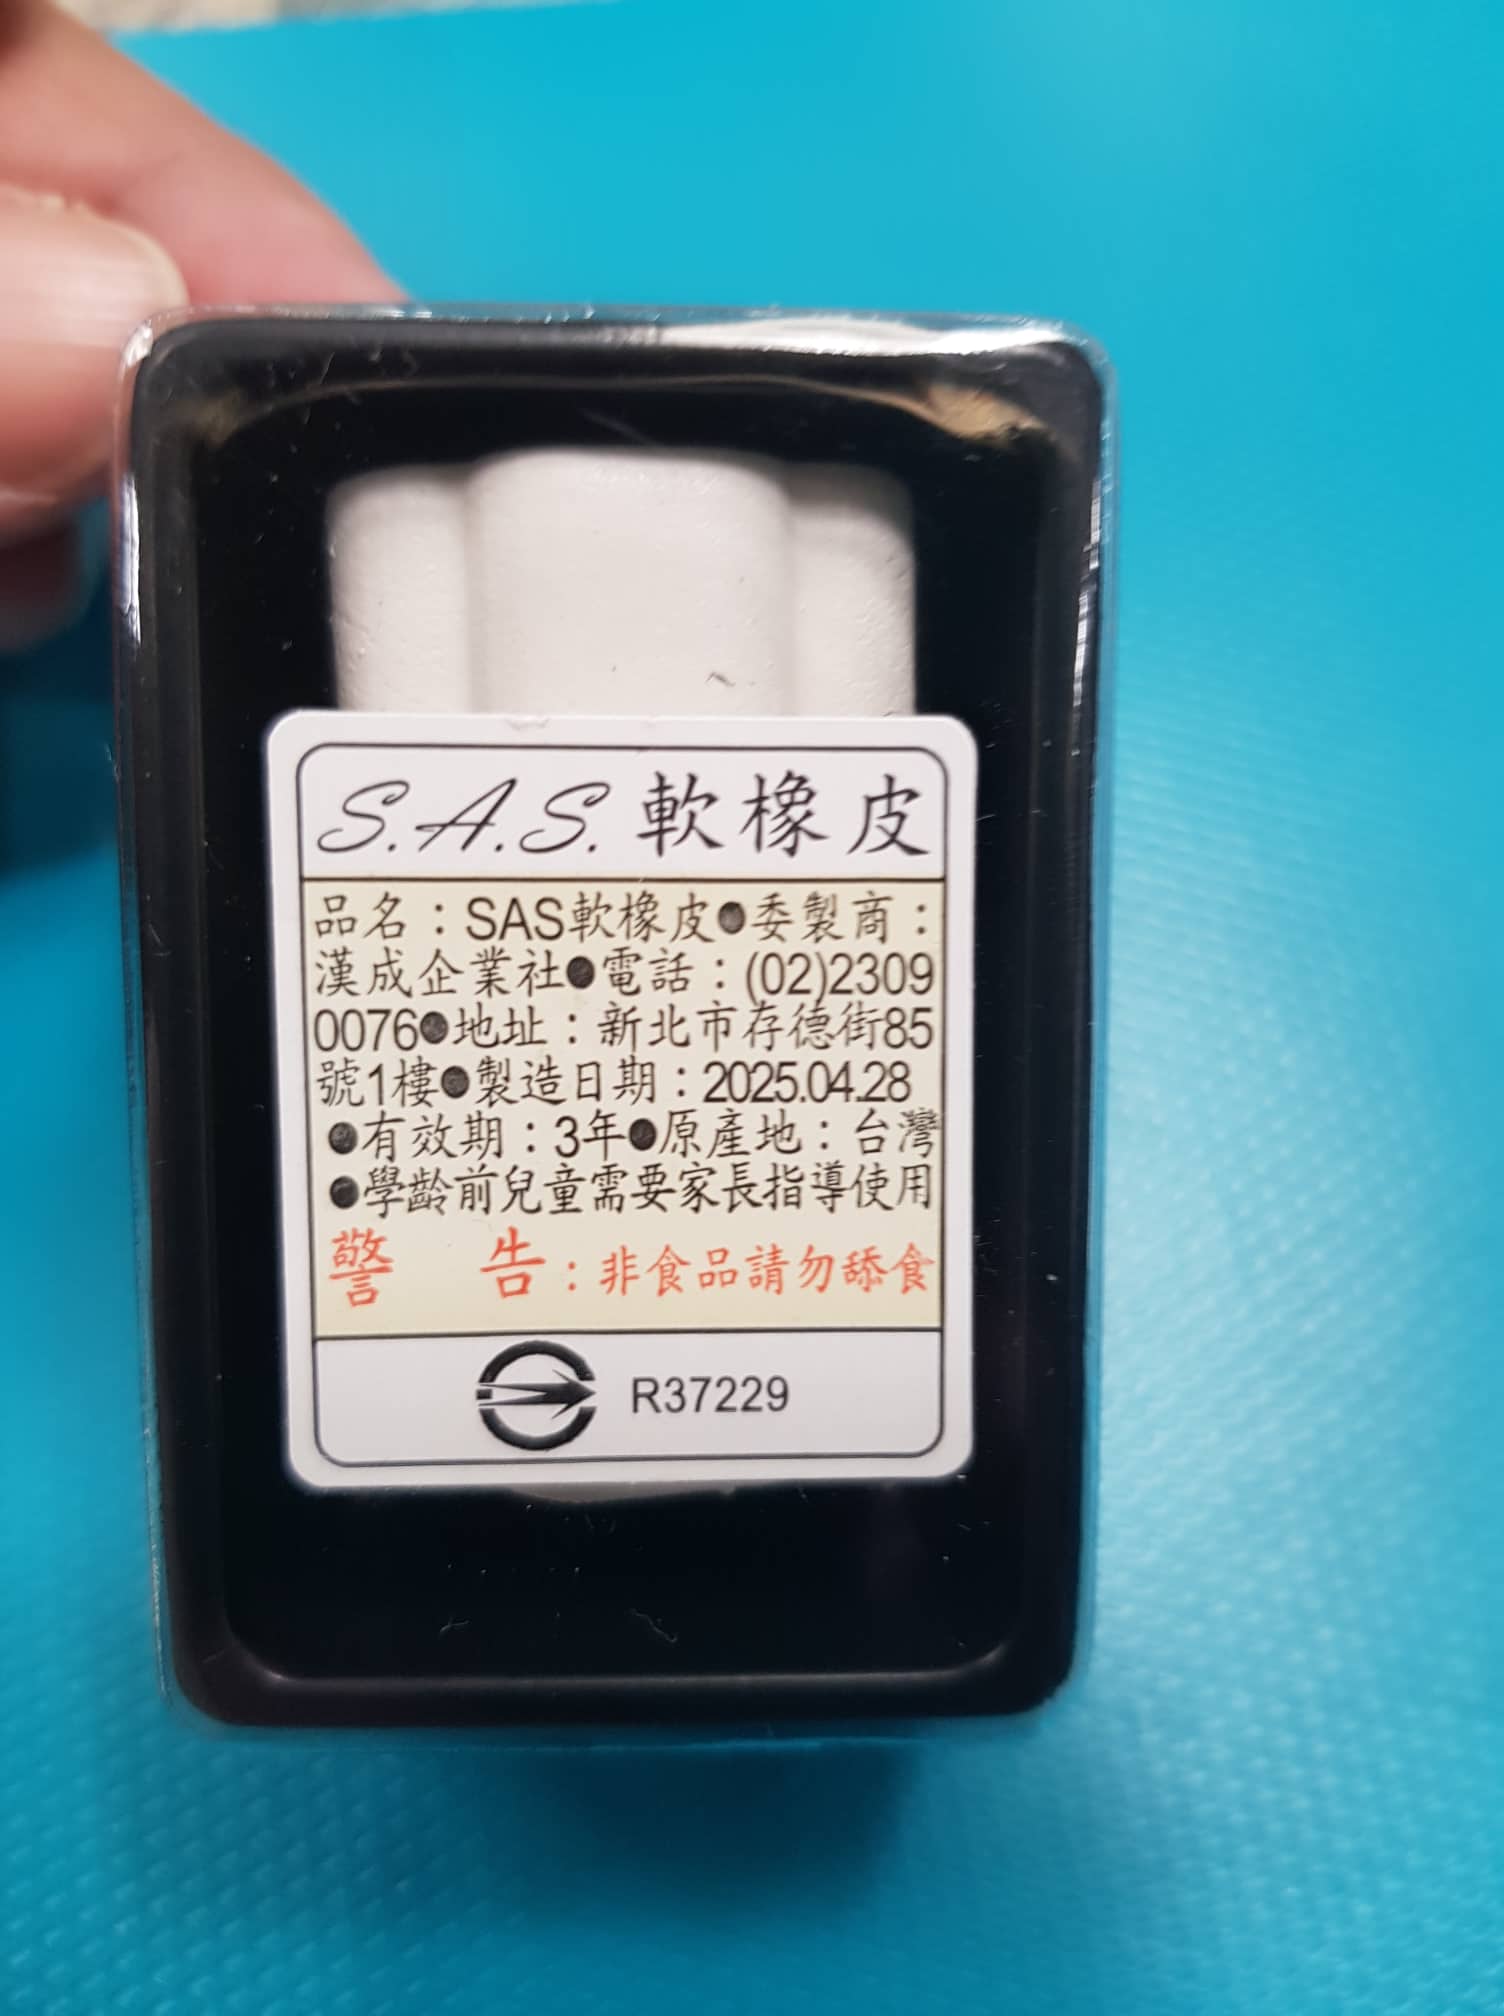 S.A.S.軟橡皮
品名：SAS軟橡皮●委製商：
漢成企業社●電話：(02)2309
0076●地址：新北市存德街85
號1樓●製造日期：2025.04.28
●有效期：3年●原產地：台灣
●學齡前兒童需要家長指導使用
警 告：非食品請勿舔食
R37229